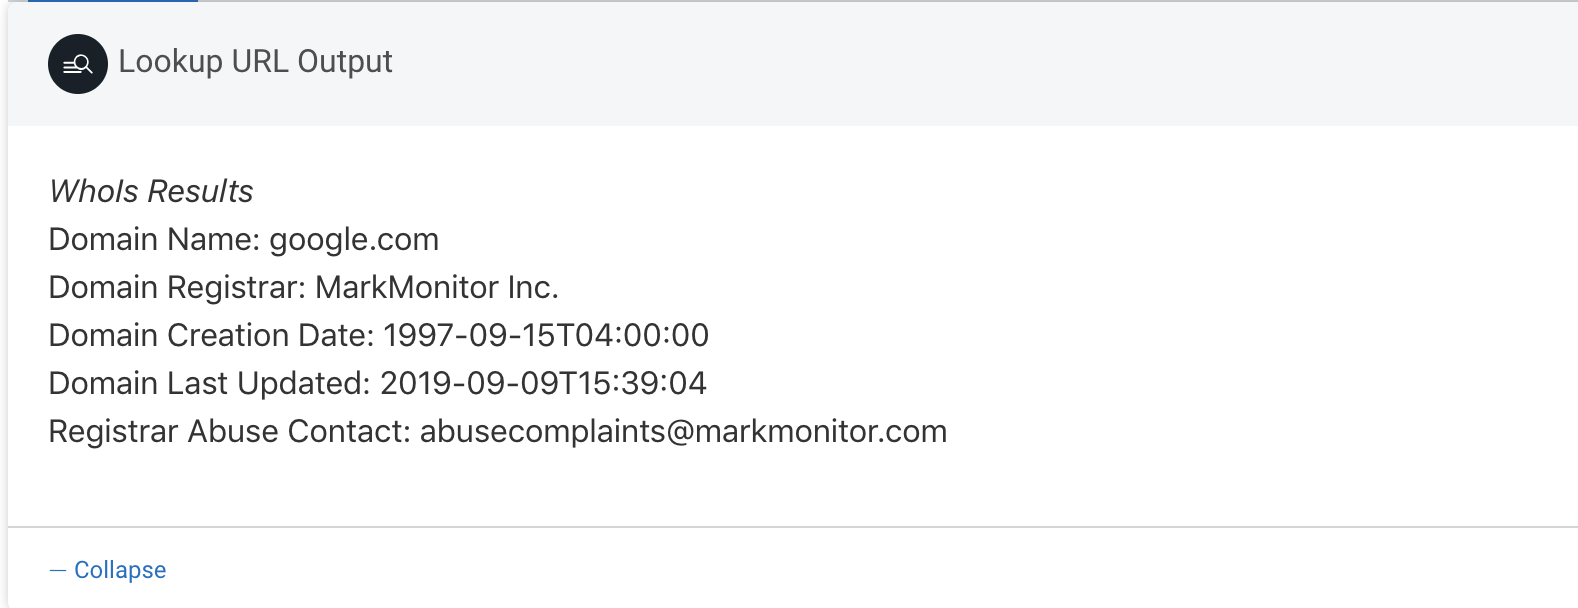 Lookup URL Output
WhoIs Results
Domain Name: google.com
Domain Registrar: MarkMonitor Inc.
Domain Creation Date: 1997-09-15T04:00:00
Domain Last Updated: 2019-09-09T15:39:04
Registrar Abuse Contact: abusecomplaints@markmonitor.com
— Collapse